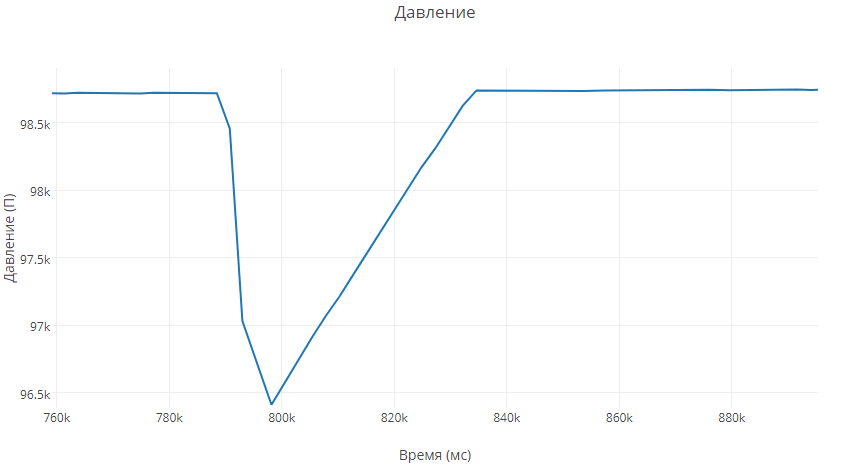 Давление
98.5k
98k
97.5k
97k
96.5k
Давление (П)
760k 780k 800k 820k 840k 860k 880k
Время (мс)